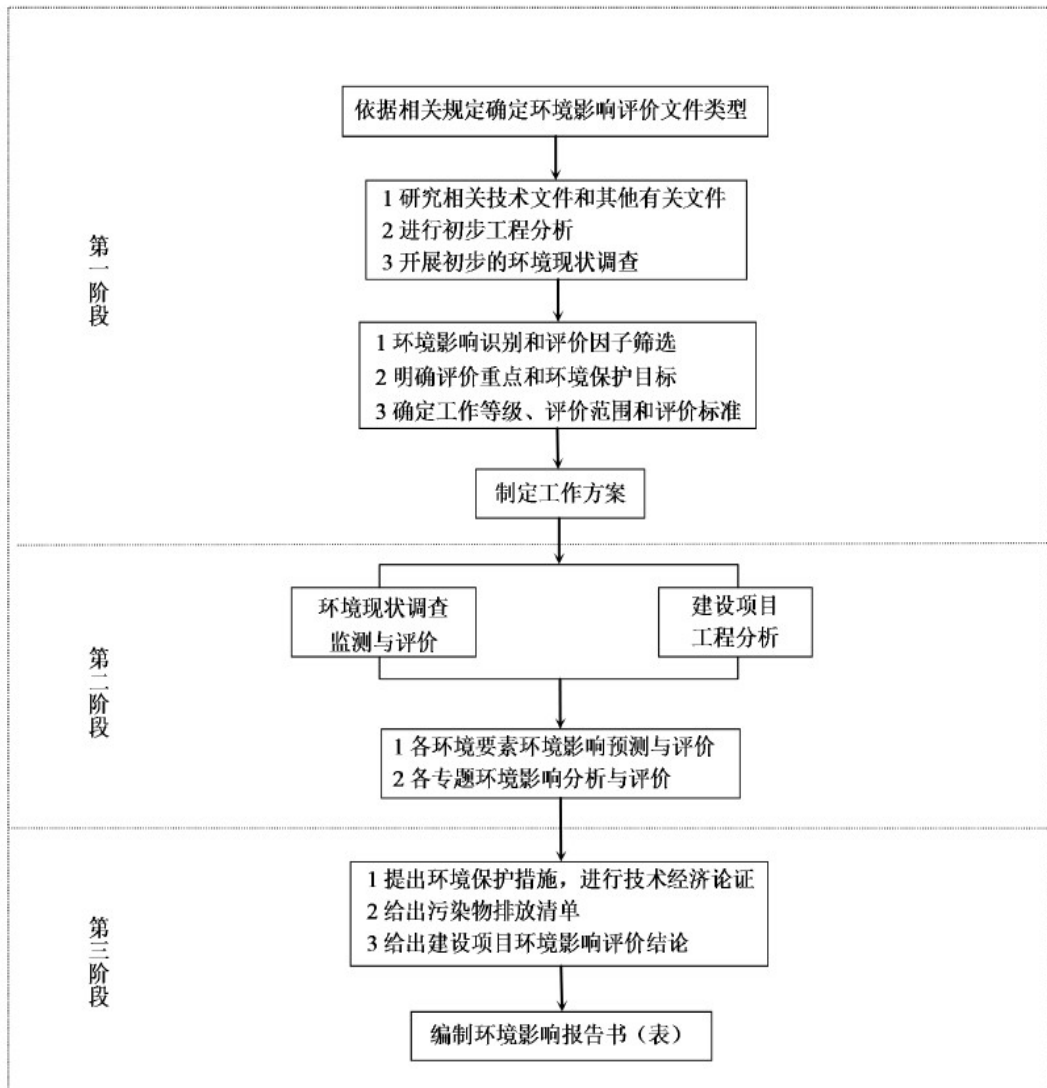 第一阶段
依据相关规定确定环境影响评价文件类型
1 研究相关技术文件和其他有关文件
2 进行初步工程分析
3 开展初步的环境现状调查
1 环境影响识别和评价因子筛选
2 明确评价重点和环境保护目标
3 确定工作等级、评价范围和评价标准
制定工作方案
第二阶段
环境现状调查
监测与评价
建设项目
工程分析
1 各环境要素环境影响预测与评价
2 各专题环境影响分析与评价
第三阶段
1 提出环境保护措施，进行技术经济论证
2 给出污染物排放清单
3 给出建设项目环境影响评价结论
编制环境影响报告书（表）